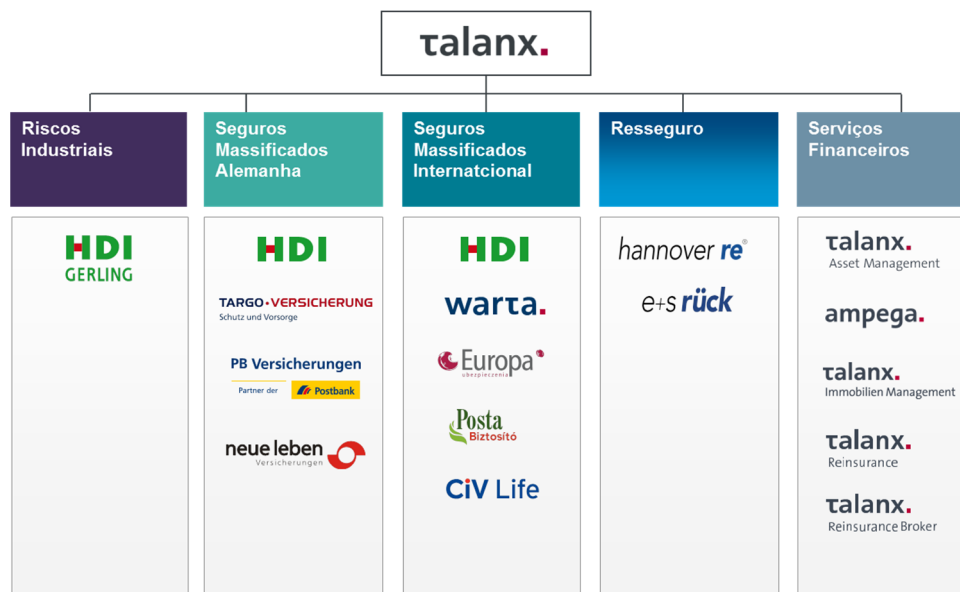 talanx.
Riscos
Industriais
Seguros
Massificados
Alemanha
Seguros
Massificados
Internatcional
Resseguro
Serviços
Financeiros
HDI
GERLING
HDI
TARGO • VERSICHERUNG
Schutz und Vorsorge
PB Versicherungen
Partner der
Postbank
neue leben
Versicherungen
HDI
warta.
Europa
ubezpieczenia
Posta
Biztosító
CiV Life
hannover re®
e+s rück
talanx.
Asset Management
ampega.
talanx.
Immobilien Management
talanx.
Reinsurance
talanx.
Reinsurance Broker